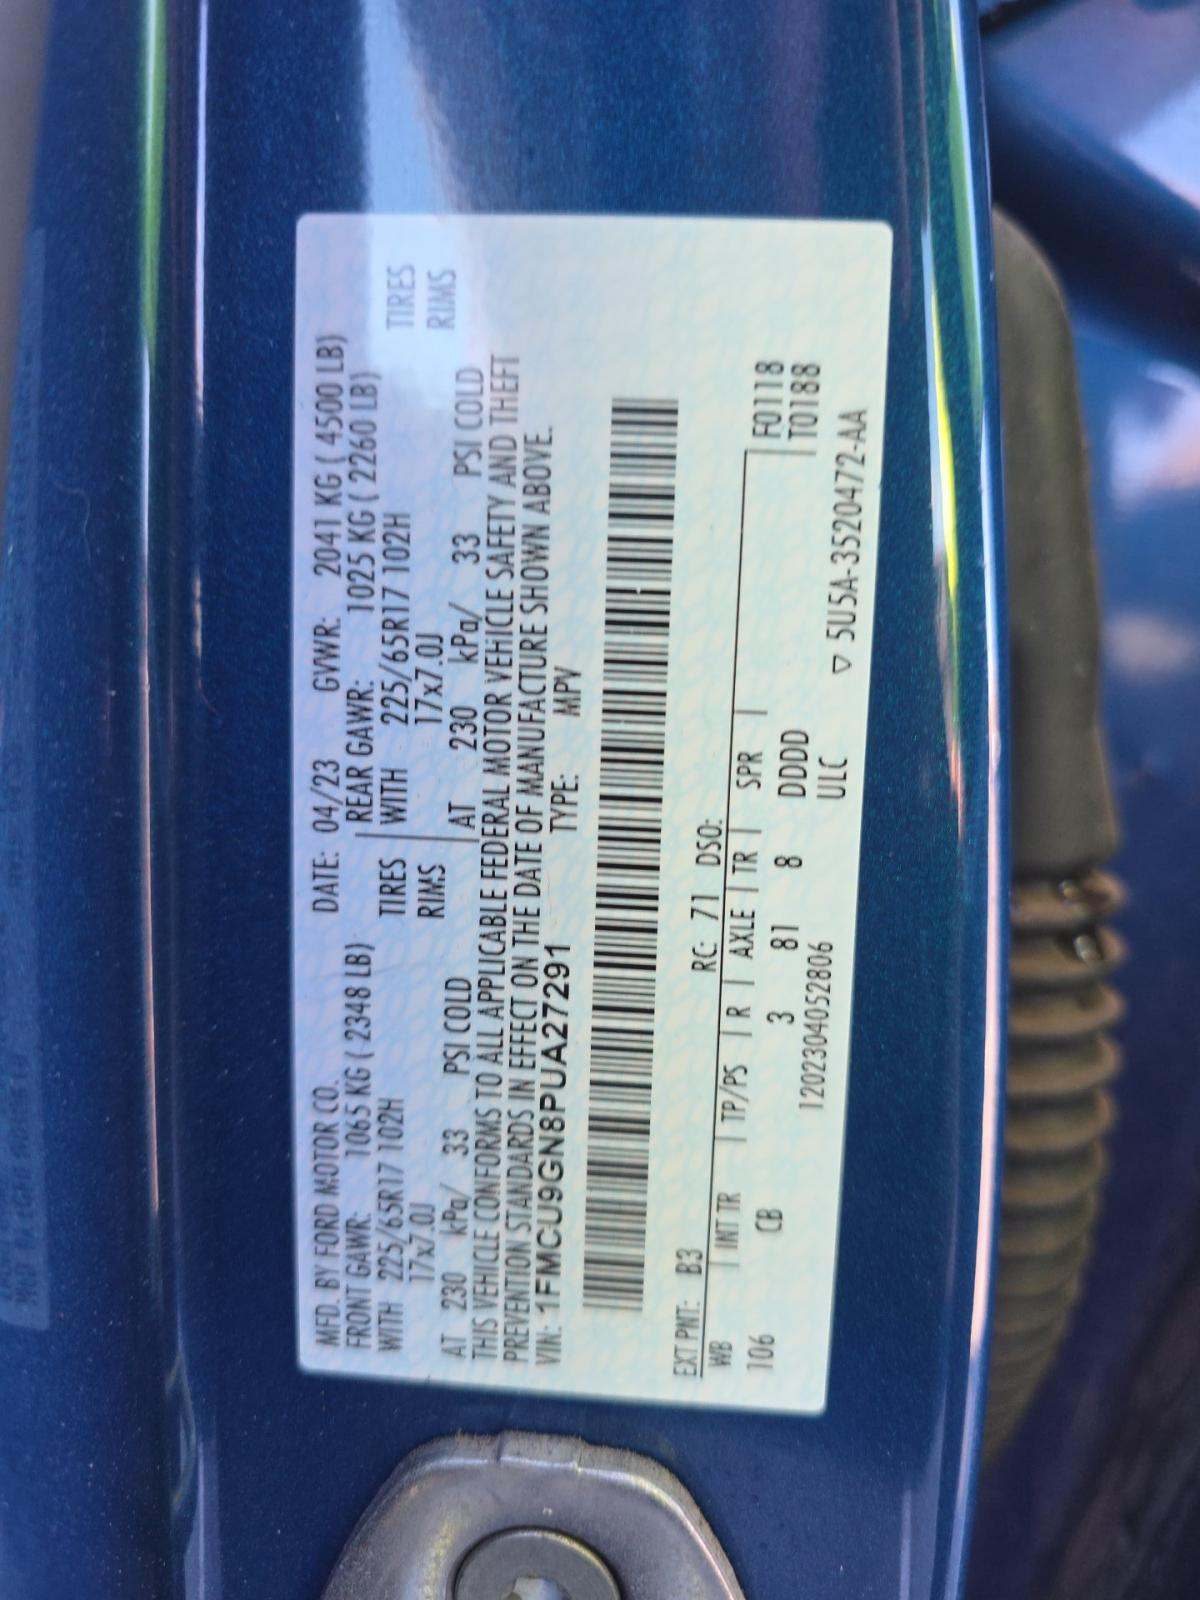 MFD. BY FORD MOTOR CO. DATE: 04/23 GVWR: 2041 KG ( 4500 LB)
FRONT GAWR: 1065 KG ( 2348 LB) REAR GAWR: 1025 KG ( 2260 LB)
WITH 225/65R17 102H TIRES WITH 225/65R17 102H TIRES
17x7.0J RIMS 17x7.0J RIMS
AT 230 kPa/ 33 PSI COLD AT 230 kPa/ 33 PSI COLD
THIS VEHICLE CONFORMS TO ALL APPLICABLE FEDERAL MOTOR VEHICLE SAFETY AND THEFT
PREVENTION STANDARDS IN EFFECT ON THE DATE OF MANUFACTURE SHOWN ABOVE.
VIN: 1FMCU9GN8PUA27291 TYPE: MPV
EXT PNT: B3 RC: 71 DSO:
WB | INT TR | TP/PS | R | AXLE | TR | SPR | F0118
106 CB 3 81 8 DDDD | T0188
1202304052806 ULC ▽ 5U5A-3520472-AA